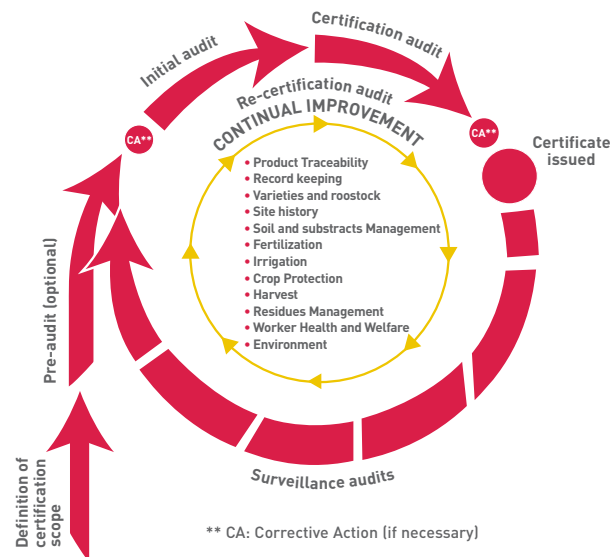 Definition of
certification
scope
Pre-audit (optional)
CA**
Initial audit
Certification audit
CA**
Certificate
issued
Re-certification audit
CONTINUAL IMPROVEMENT
• Product Traceability
• Record keeping
• Varieties and roostock
• Site history
• Soil and substracts Management
• Fertilization
• Irrigation
• Crop Protection
• Harvest
• Residues Management
• Worker Health and Welfare
• Environment
Surveillance audits
** CA: Corrective Action (if necessary)